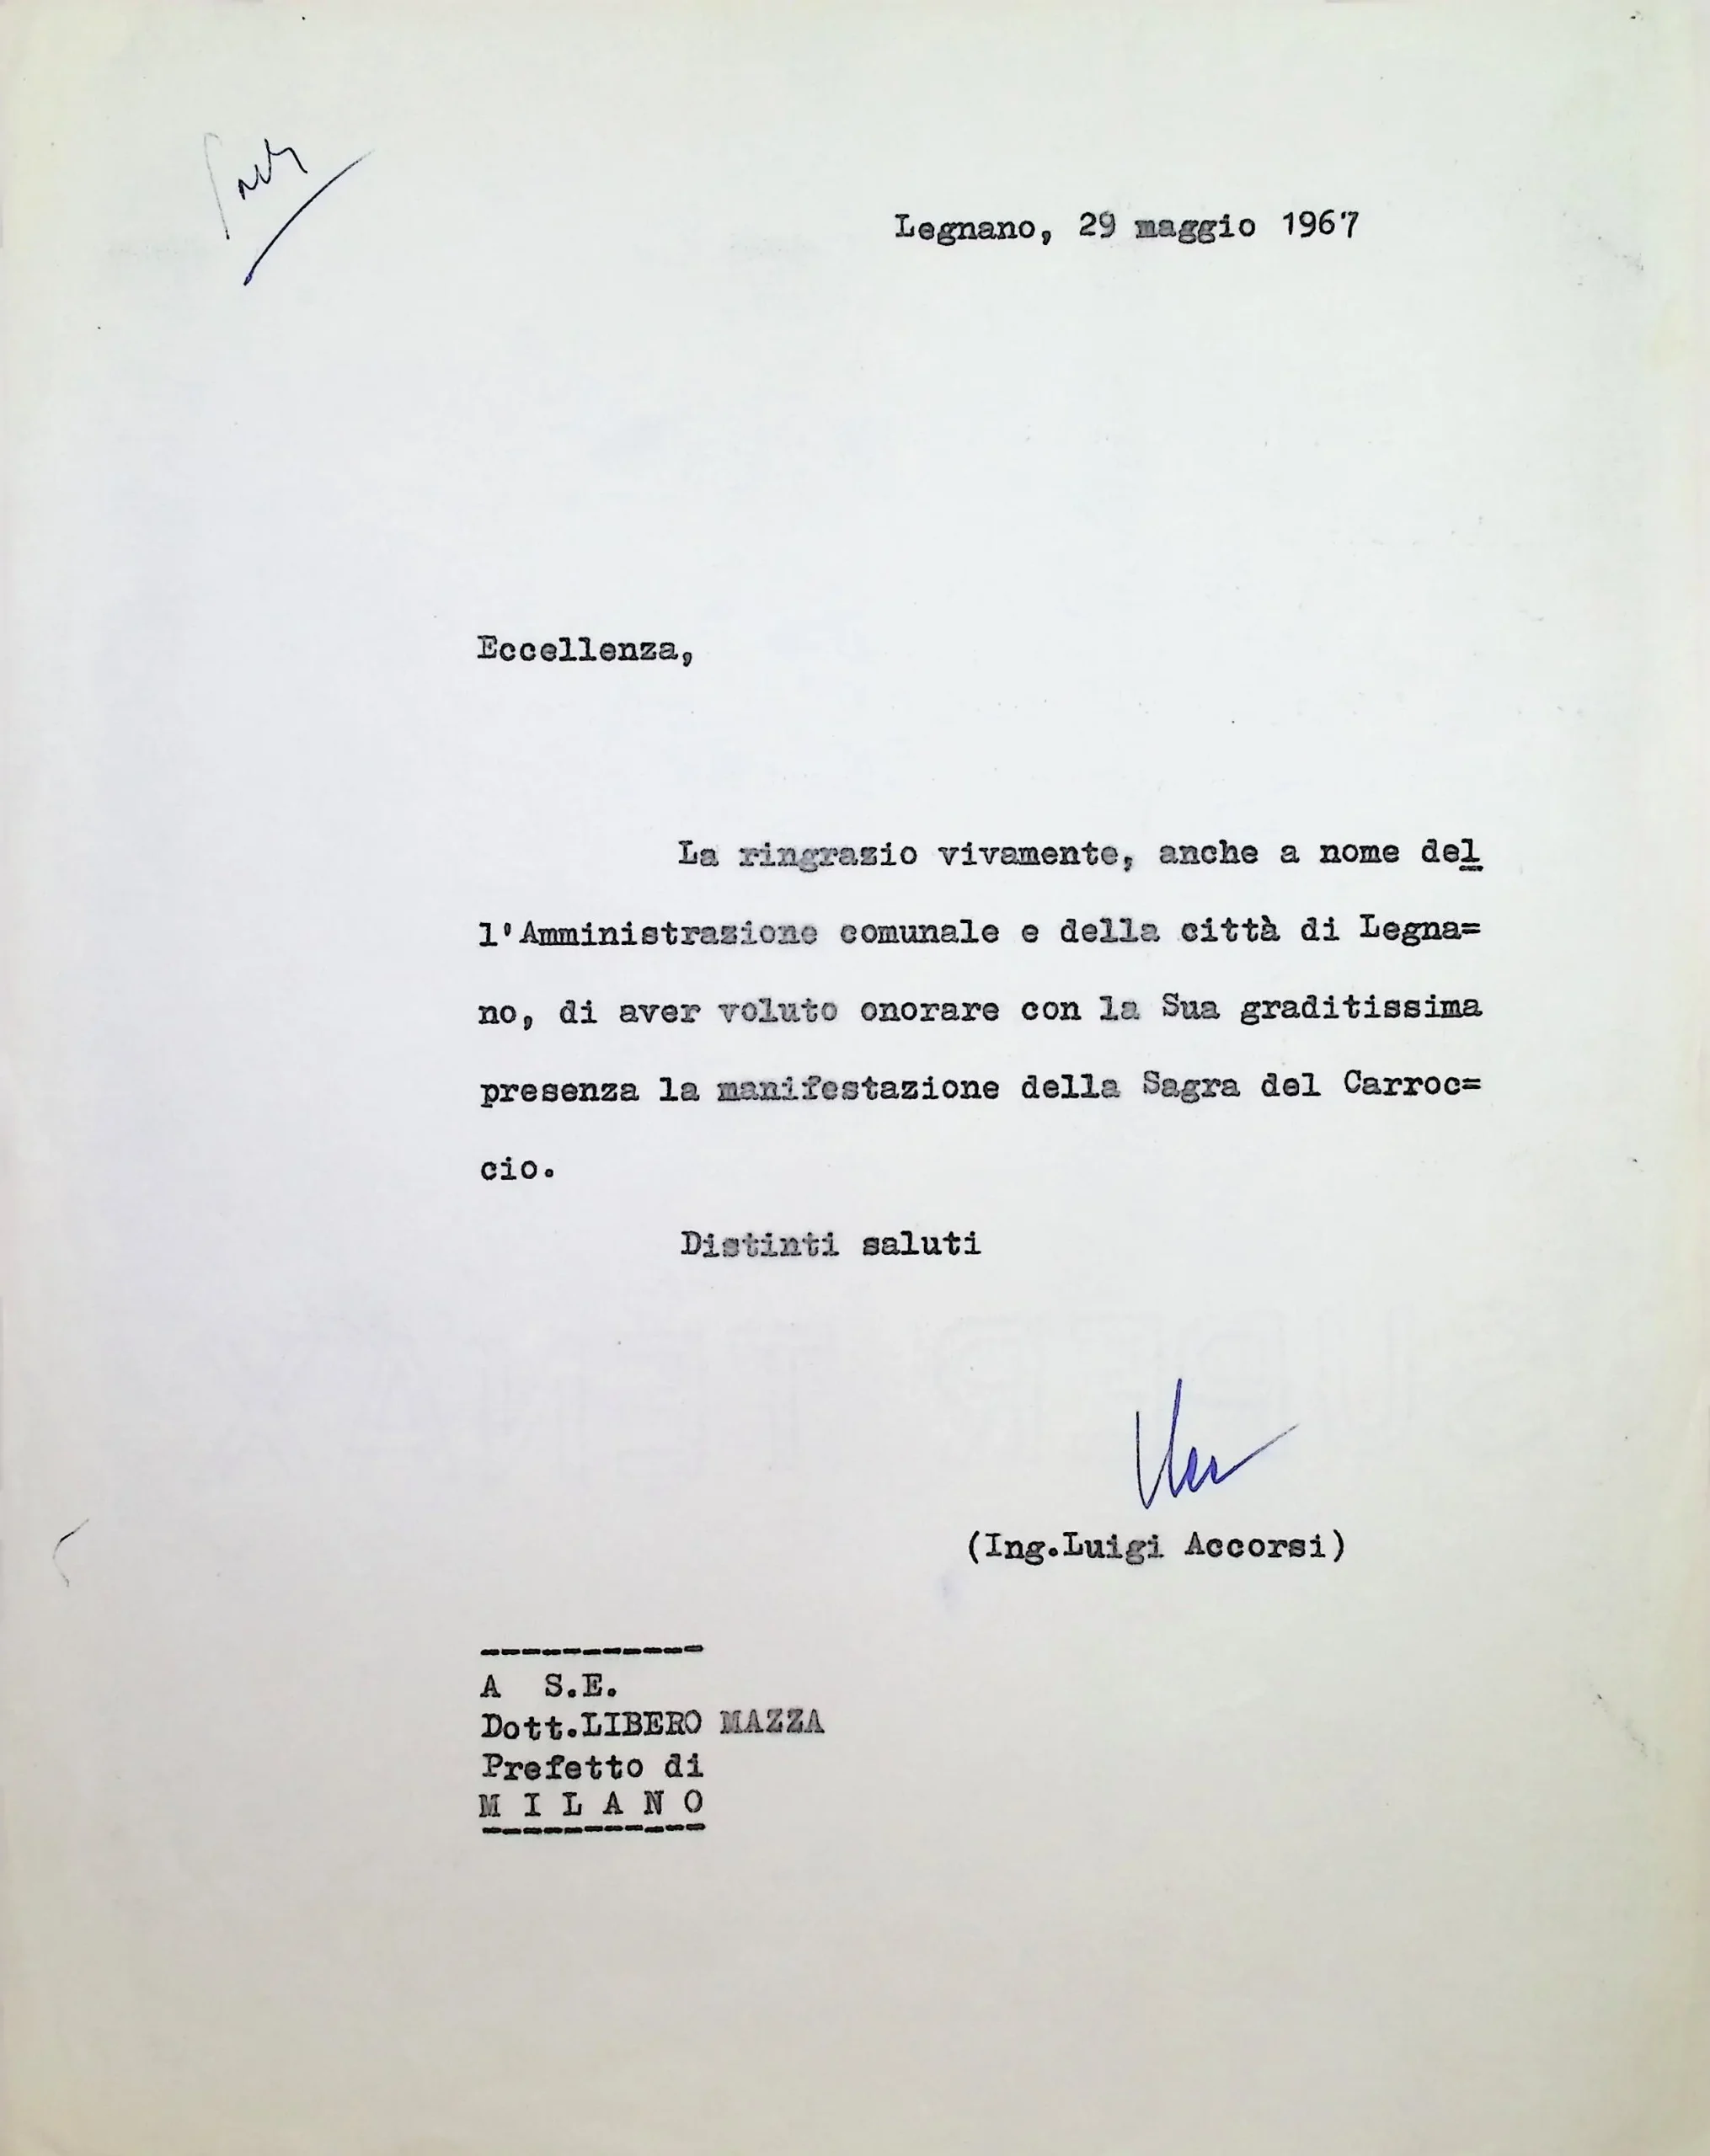 Legnano, 29 maggio 1967
Eccellenza,
La ringrazio vivamente, anche a nome del
l'Amministrazione comunale e della città di Legna=
no, di aver voluto onorare con la Sua graditissima
presenza la manifestazione della Sagra del Carroc=
cio.
Distinti saluti
(Ing.Luigi Accorsi)
A S.E.
Dott.LIBERO MAZZA
Prefetto di
M I L A N O